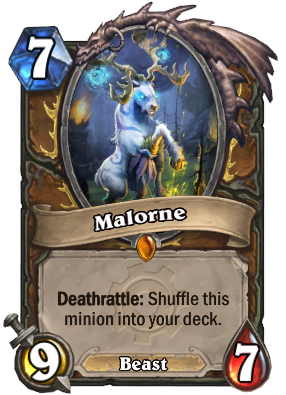 7
Malorne
Deathrattle: Shuffle this
minion into your deck.
9
Beast
7